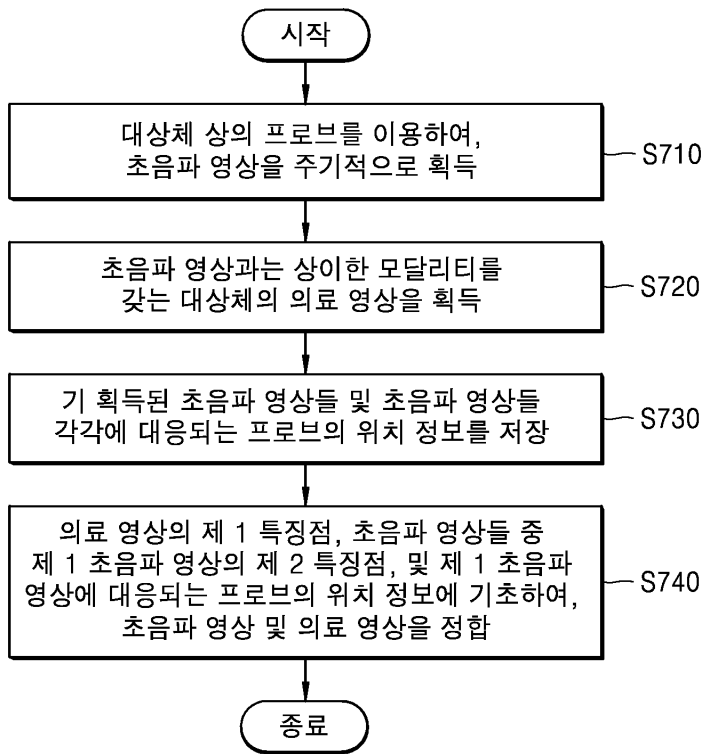 시작
대상체 상의 프로브를 이용하여,
초음파 영상을 주기적으로 획득
S710
초음파 영상과는 상이한 모달리티를
갖는 대상체의 의료 영상을 획득
S720
기 획득된 초음파 영상들 및 초음파 영상들
각각에 대응되는 프로브의 위치 정보를 저장
S730
의료 영상의 제 1 특징점, 초음파 영상들 중
제 1 초음파 영상의 제 2 특징점, 및 제 1 초음파
영상에 대응되는 프로브의 위치 정보에 기초하여,
초음파 영상 및 의료 영상을 정합
S740
종료